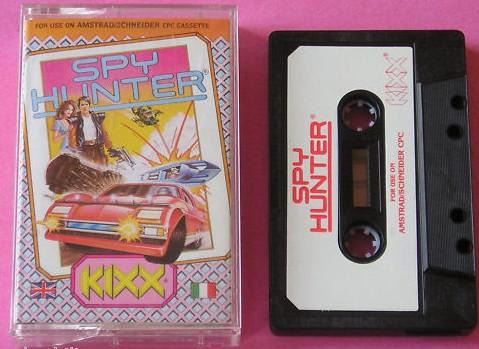 FOR USE ON AMSTRAD/SCHNEIDER CPC CASSETTE
SPY
HUNTER®
KIXX
SPY
HUNTER®
FOR USE ON
AMSTRAD/SCHNEIDER CPC
KIXX®